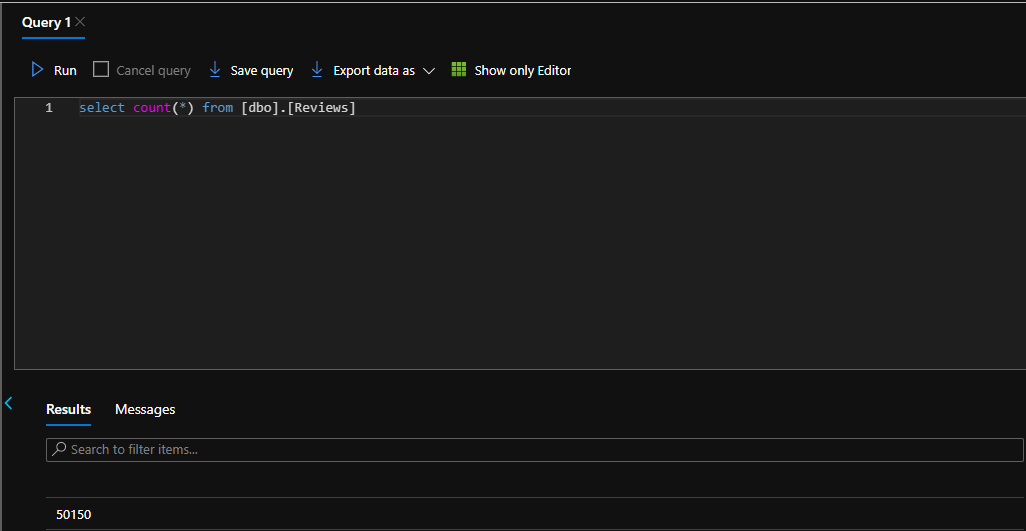 Query 1
Run Cancel query Save query Export data as Show only Editor
1 select count(*) from [dbo].[Reviews]
Results Messages
Search to filter items...
50150